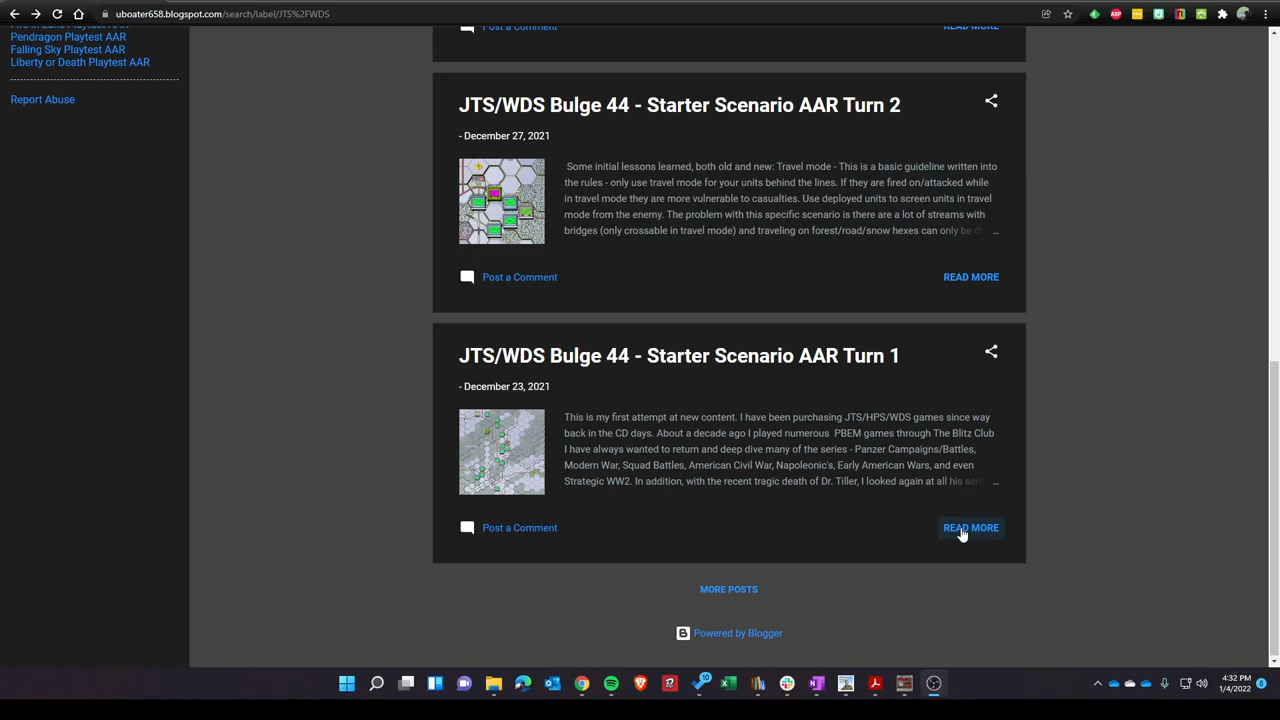 uboater658.blogspot.com/search/label/JTS%2FWDS
Pendragon Playtest AAR
Falling Sky Playtest AAR
Liberty or Death Playtest AAR
Report Abuse
Post a Comment
READ MORE
JTS/WDS Bulge 44 - Starter Scenario AAR Turn 2
- December 27, 2021
Some initial lessons learned, both old and new: Travel mode - This is a basic guideline written into
the rules - only use travel mode for your units behind the lines. If they are fired on/attacked while
in travel mode they are more vulnerable to casualties. Use deployed units to screen units in travel
mode from the enemy. The problem with this specific scenario is there are a lot of streams with
bridges (only crossable in travel mode) and traveling on forest/road/snow hexes can only be do ...
Post a Comment
READ MORE
JTS/WDS Bulge 44 - Starter Scenario AAR Turn 1
- December 23, 2021
This is my first attempt at new content. I have been purchasing JTS/HPS/WDS games since way
back in the CD days. About a decade ago I played numerous PBEM games through The Blitz Club
I have always wanted to return and deep dive many of the series - Panzer Campaigns/Battles,
Modern War, Squad Battles, American Civil War, Napoleonic's, Early American Wars, and even
Strategic WW2. In addition, with the recent tragic death of Dr. Tiller, I looked again at all his seri ...
Post a Comment
READ MORE
MORE POSTS
Powered by Blogger
10
4:32 PM
1/4/2022
8